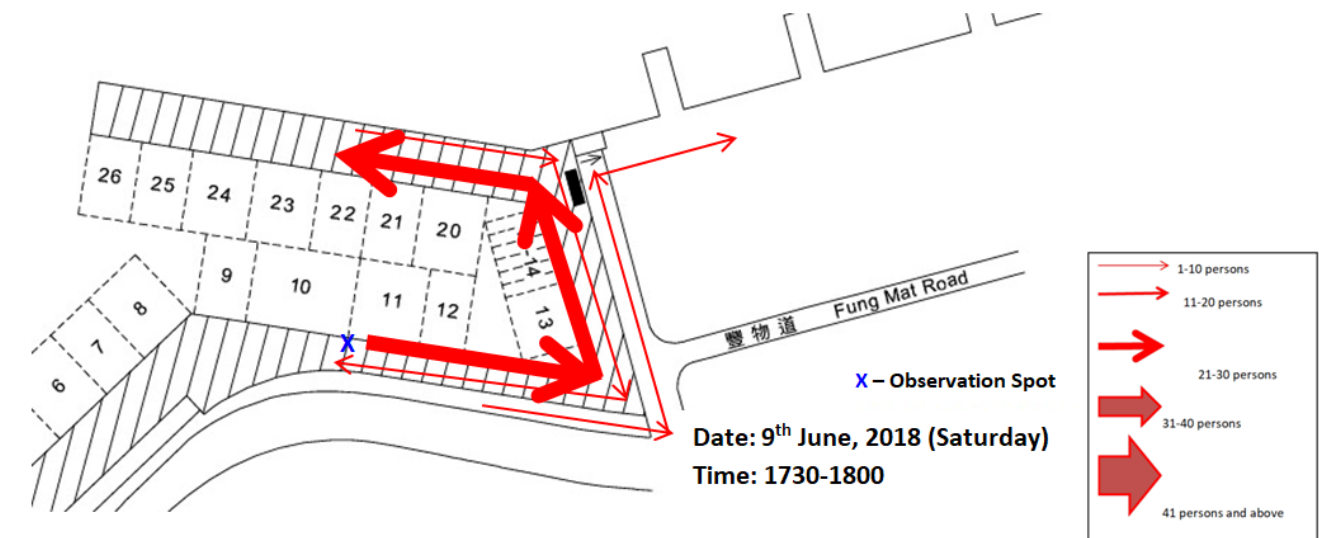 26
25
24
23
22
21
20
14
13
9
10
11
12
8
7
6
X
豐物道 Fung Mat Road
X – Observation Spot
Date: 9th June, 2018 (Saturday)
Time: 1730-1800
1-10 persons
11-20 persons
21-30 persons
31-40 persons
41 persons and above